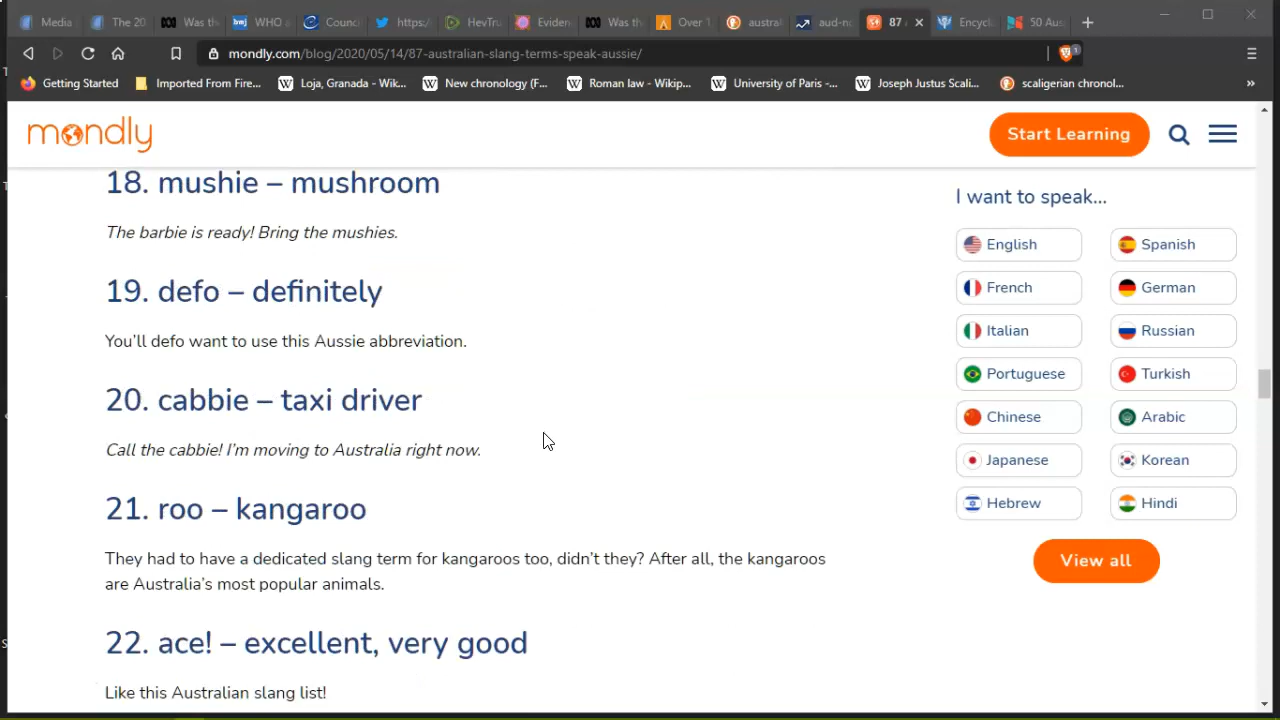 Media
The 20
Was th
WHO a
Counci
https:/
HevTru
Eviden
Was th
Over 1
austral
aud-no
87 a
Encycl
50 Aus
mondly.com/blog/2020/05/14/87-australian-slang-terms-speak-aussie/
1
Getting Started
Imported From Fire...
Loja, Granada - Wik...
New chronology (F...
Roman law - Wikip...
University of Paris -...
Joseph Justus Scali...
scaligerian chronol...
mondly
Start Learning
18. mushie – mushroom
The barbie is ready! Bring the mushies.
19. defo – definitely
You’ll defo want to use this Aussie abbreviation.
20. cabbie – taxi driver
Call the cabbie! I’m moving to Australia right now.
21. roo – kangaroo
They had to have a dedicated slang term for kangaroos too, didn’t they? After all, the kangaroos
are Australia’s most popular animals.
22. ace! – excellent, very good
Like this Australian slang list!
I want to speak...
English
Spanish
French
German
Italian
Russian
Portuguese
Turkish
Chinese
Arabic
Japanese
Korean
Hebrew
Hindi
View all